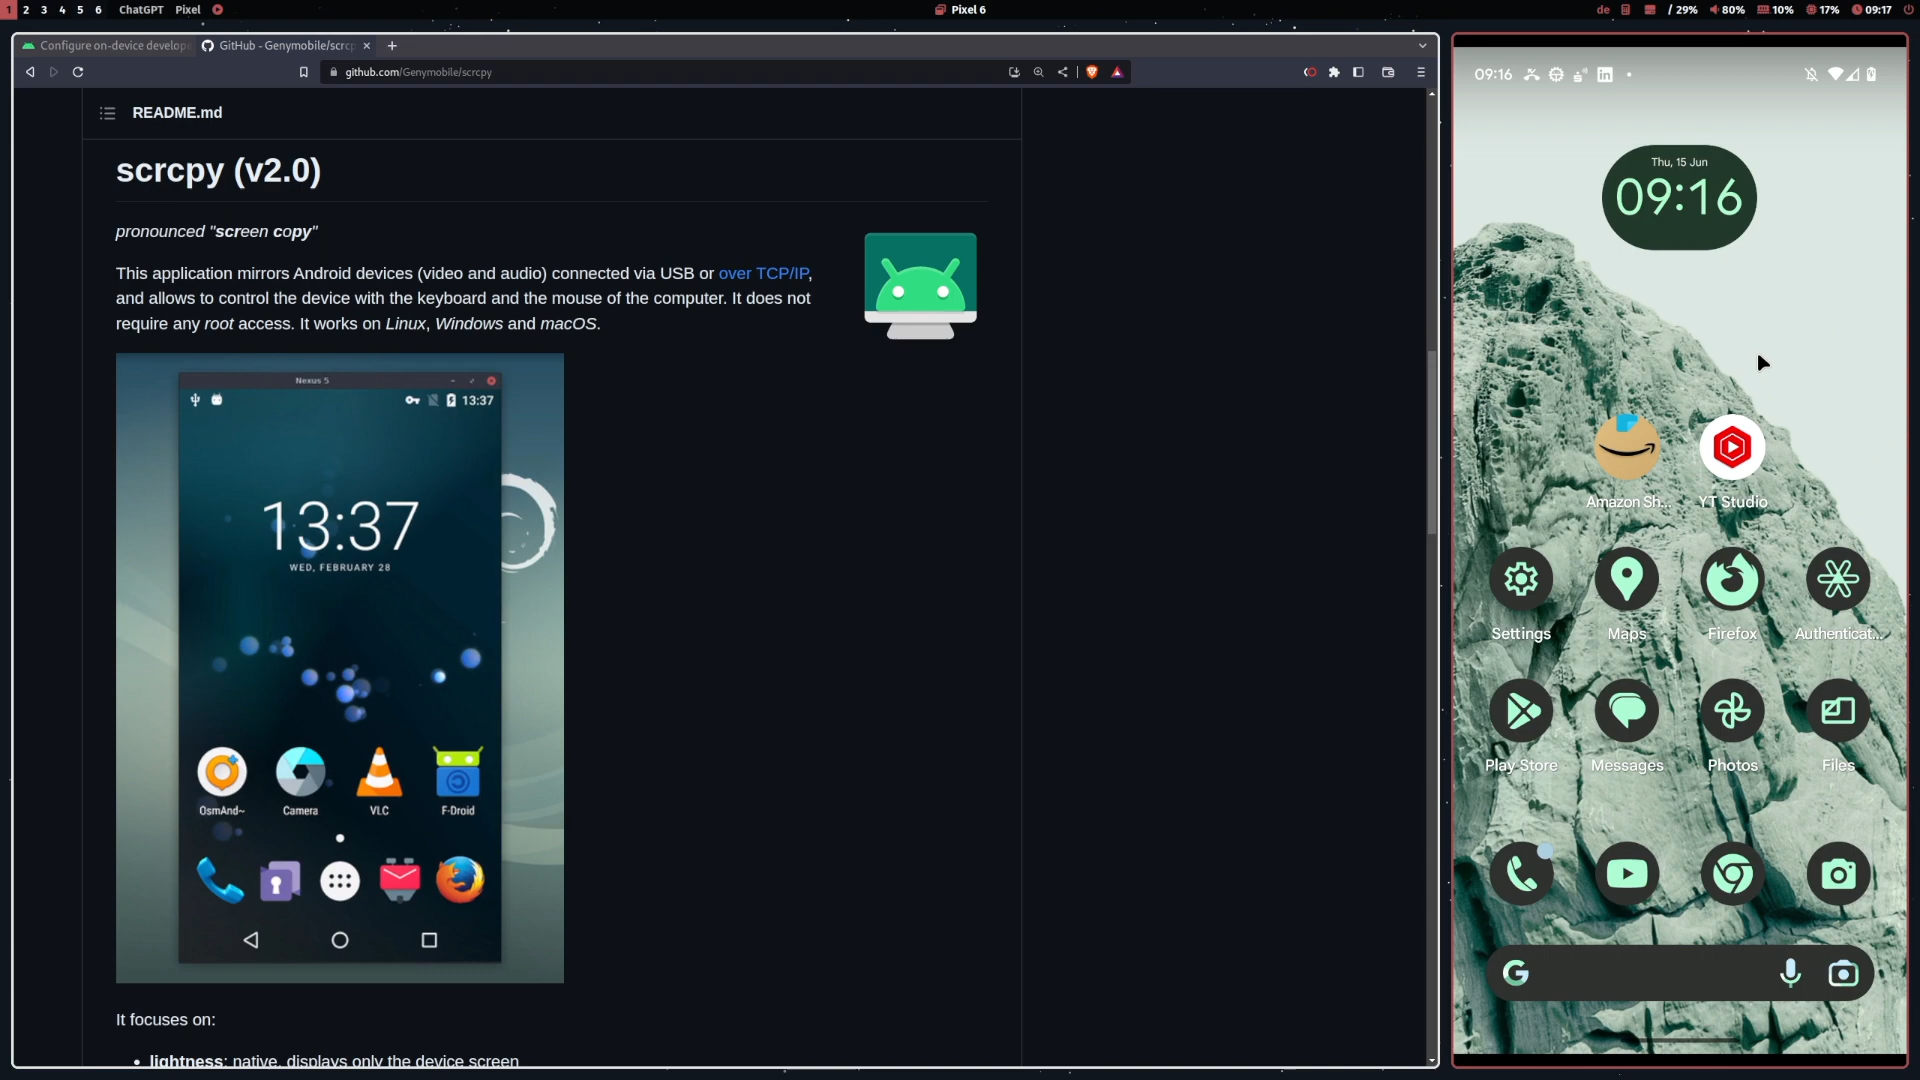 1 2 3 4 5 6 ChatGPT Pixel
Pixel 6
de / 29% 80% 10% 17% 09:17
Configure on-device develope
GitHub - Genymobile/scrcp
github.com/Genymobile/scrcpy
README.md
scrcpy (v2.0)
pronounced "screen copy"
This application mirrors Android devices (video and audio) connected via USB or over TCP/IP,
and allows to control the device with the keyboard and the mouse of the computer. It does not
require any root access. It works on Linux, Windows and macOS.
Nexus 5
13:37
13:37
WED, FEBRUARY 28
OsmAnd~ Camera VLC F-Droid
It focuses on:
• lightness: native, displays only the device screen
09:16
Thu, 15 Jun
09:16
Amazon Sh... YT Studio
Settings Maps Firefox Authenticat...
Play Store Messages Photos Files